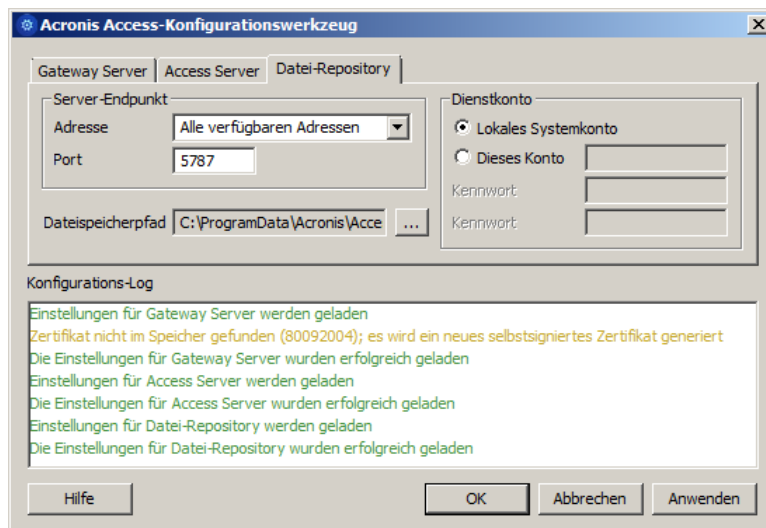 Acronis Access-Konfigurationswerkzeug
Gateway Server
Access Server
Datei-Repository
Server-Endpunkt
Adresse
Alle verfügbaren Adressen
Port
5787
Dateispeicherpfad
C:\ProgramData\Acronis\Acce
...
Dienstkonto
Lokales Systemkonto
Dieses Konto
Kennwort
Kennwort
Konfigurations-Log
Einstellungen für Gateway Server werden geladen
Zertifikat nicht im Speicher gefunden (80092004); es wird ein neues selbstsigniertes Zertifikat generiert
Die Einstellungen für Gateway Server wurden erfolgreich geladen
Einstellungen für Access Server werden geladen
Die Einstellungen für Access Server wurden erfolgreich geladen
Einstellungen für Datei-Repository werden geladen
Die Einstellungen für Datei-Repository wurden erfolgreich geladen
Hilfe
OK
Abbrechen
Anwenden